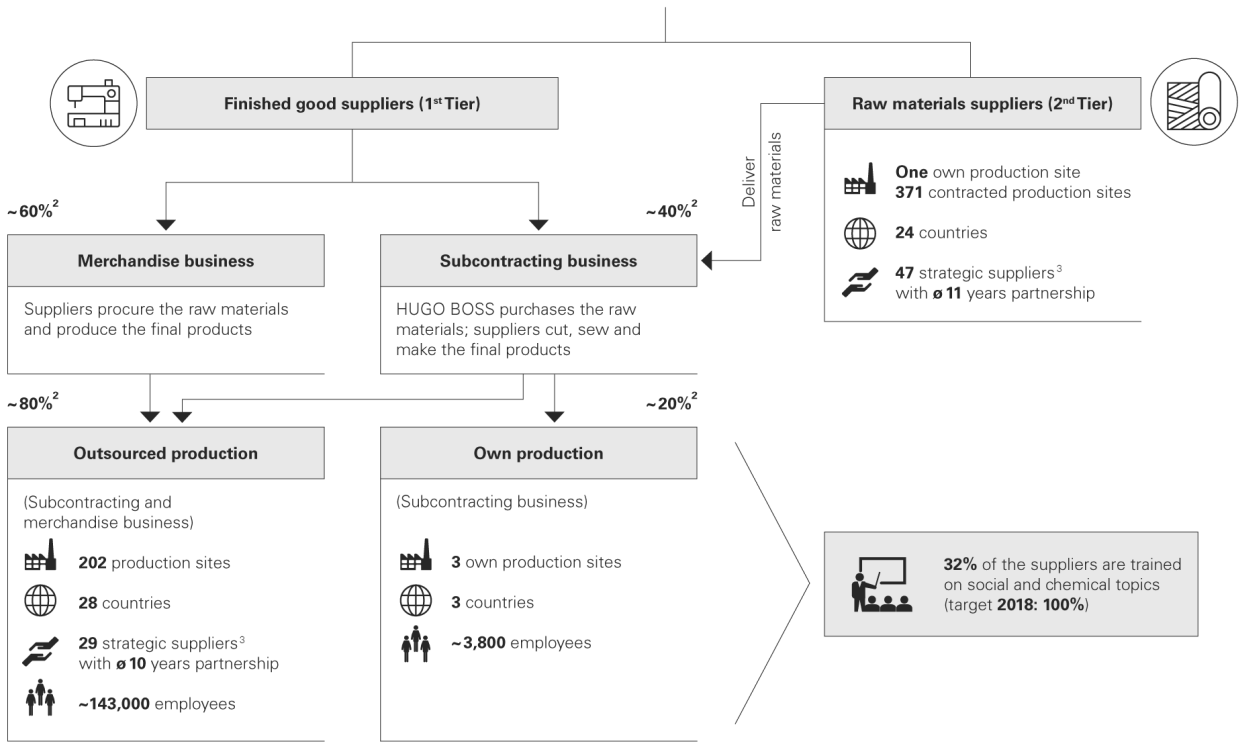 Finished good suppliers (1st Tier)
Raw materials suppliers (2nd Tier)
Deliver
raw materials
One own production site
371 contracted production sites
24 countries
47 strategic suppliers3
with ø 11 years partnership
~60%2
~40%2
Merchandise business
Subcontracting business
Suppliers procure the raw materials
and produce the final products
HUGO BOSS purchases the raw
materials; suppliers cut, sew and
make the final products
~80%2
~20%2
Outsourced production
Own production
(Subcontracting and
merchandise business)
202 production sites
28 countries
29 strategic suppliers3
with ø 10 years partnership
~143,000 employees
(Subcontracting business)
3 own production sites
3 countries
~3,800 employees
32% of the suppliers are trained
on social and chemical topics
(target 2018: 100%)